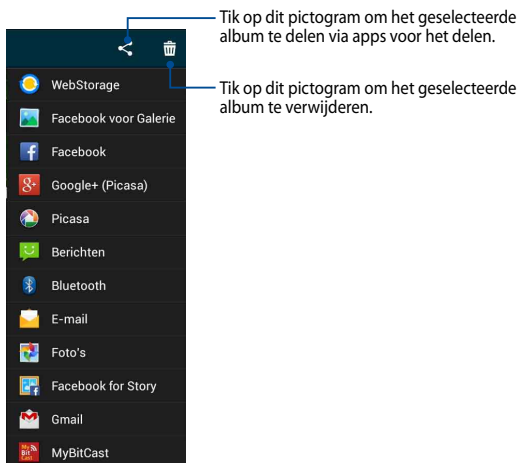 Tik op dit pictogram om het geselecteerde
album te delen via apps voor het delen.
Tik op dit pictogram om het geselecteerde
album te verwijderen.
WebStorage
Facebook voor Galerie
Facebook
Google+ (Picasa)
Picasa
Berichten
Bluetooth
E-mail
Foto's
Facebook for Story
Gmail
MyBitCast